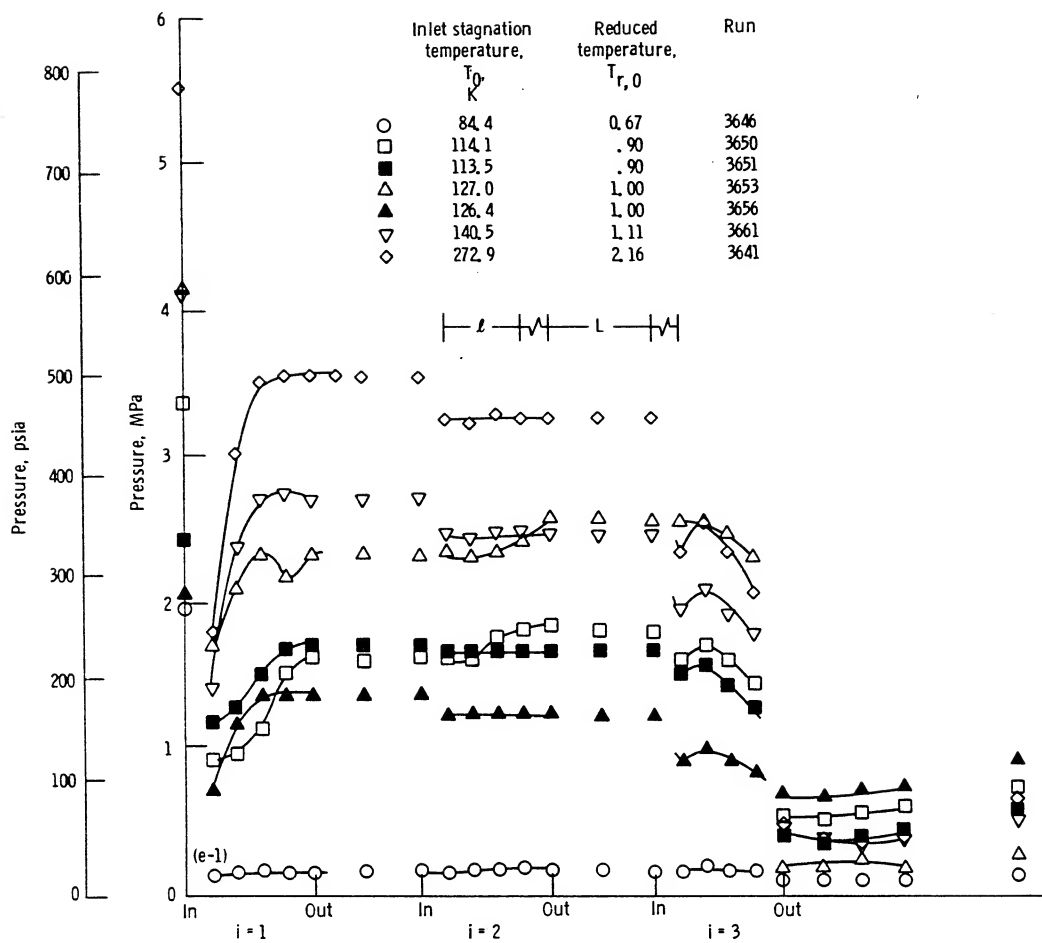 Inlet stagnation temperature, T0, K
Reduced temperature, Tr, 0
Run
84.4 0.67 3646
114.1 .90 3650
113.5 .90 3651
127.0 1.00 3653
126.4 1.00 3656
140.5 1.11 3661
272.9 2.16 3641
Pressure, psia
800
700
600
500
400
300
200
100
0
Pressure, MPa
6
5
4
3
2
1
0
ℓ
L
(e-1)
In
Out
In
Out
In
Out
i = 1
i = 2
i = 3